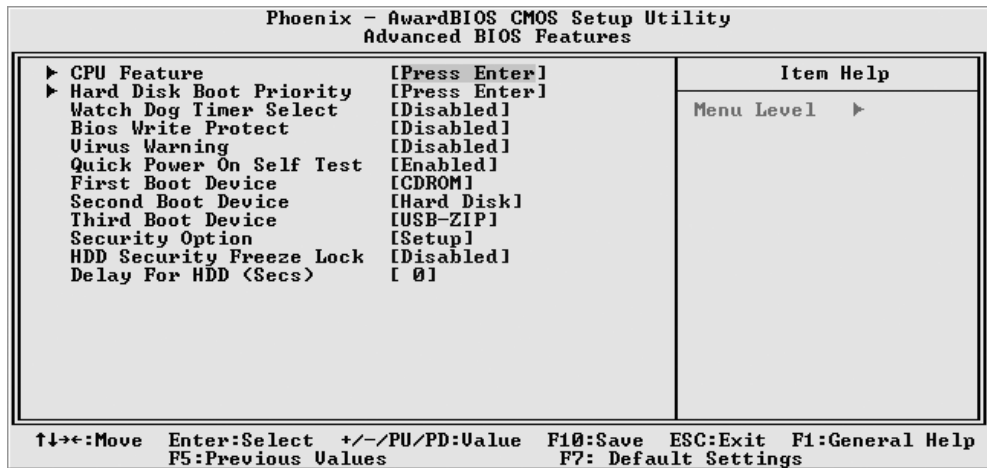 Phoenix - AwardBIOS CMOS Setup Utility
Advanced BIOS Features
▶ CPU Feature [Press Enter]
▶ Hard Disk Boot Priority [Press Enter]
Watch Dog Timer Select [Disabled]
Bios Write Protect [Disabled]
Virus Warning [Disabled]
Quick Power On Self Test [Enabled]
First Boot Device [CDROM]
Second Boot Device [Hard Disk]
Third Boot Device [USB-ZIP]
Security Option [Setup]
HDD Security Freeze Lock [Disabled]
Delay For HDD (Secs) [ 0]
Item Help
Menu Level ▶
↑↓→←:Move Enter:Select +/-/PU/PD:Value F10:Save ESC:Exit F1:General Help
F5:Previous Values F7: Default Settings